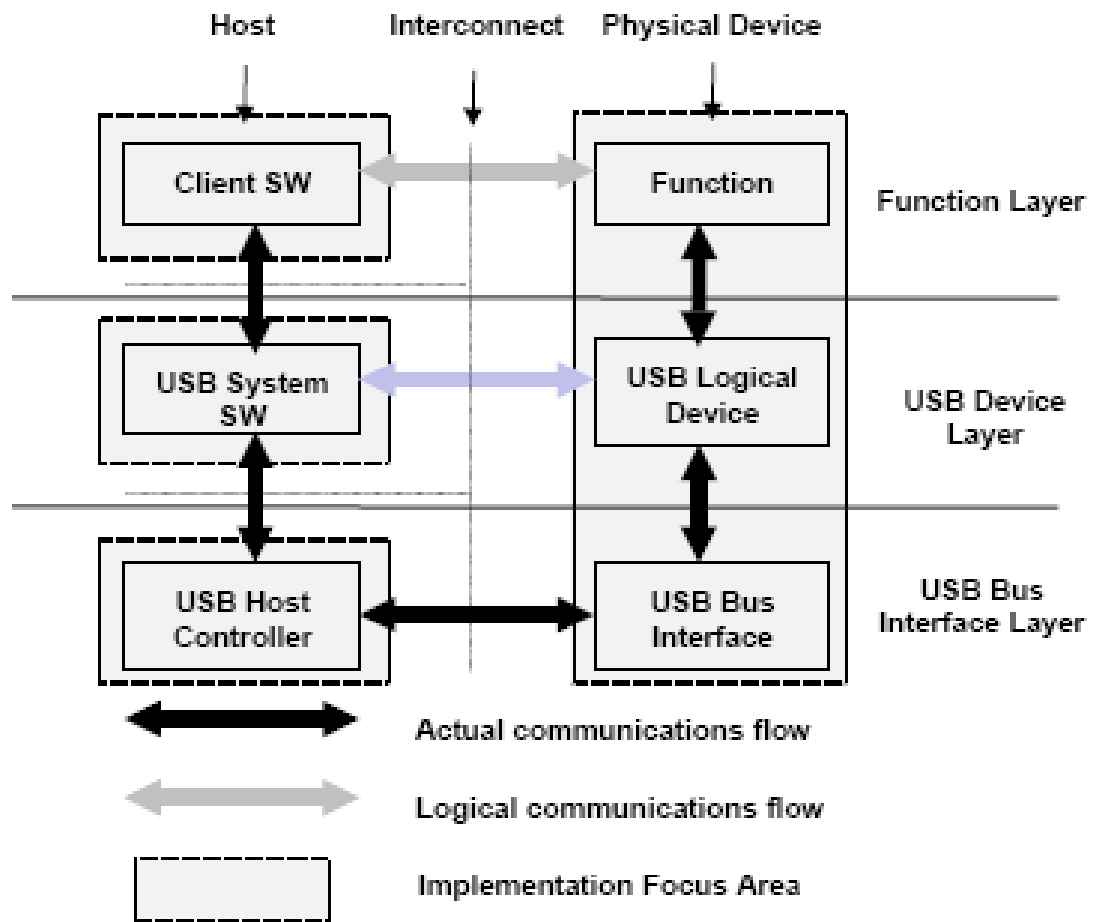 Host
Interconnect
Physical Device
Client SW
Function
Function Layer
USB System
SW
USB Logical
Device
USB Device
Layer
USB Host
Controller
USB Bus
Interface
USB Bus
Interface Layer
Actual communications flow
Logical communications flow
Implementation Focus Area